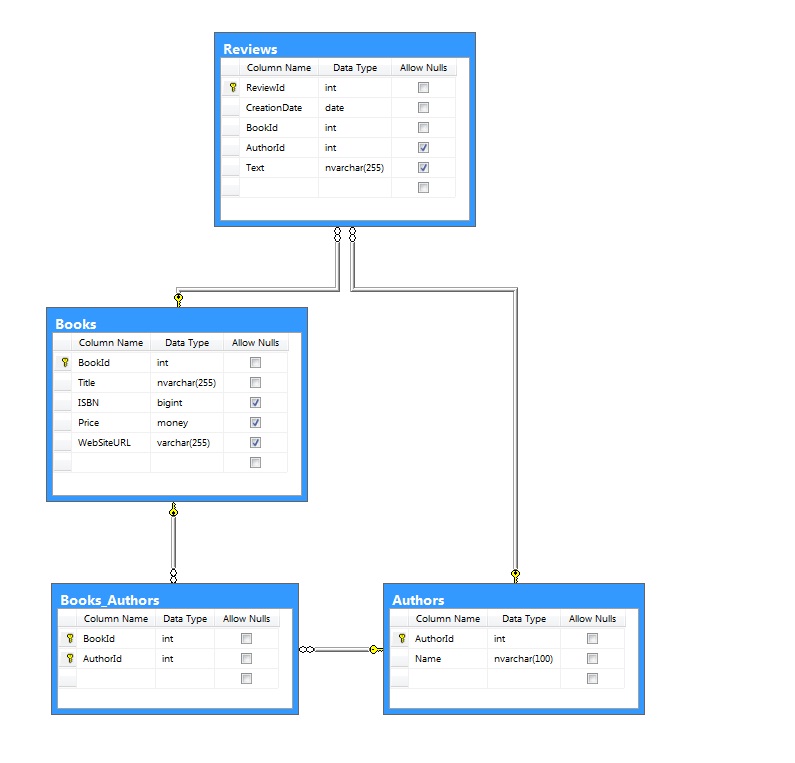 Reviews
Column Name Data Type Allow Nulls
ReviewId int
CreationDate date
BookId int
AuthorId int
Text nvarchar(255)
Books
Column Name Data Type Allow Nulls
BookId int
Title nvarchar(255)
ISBN bigint
Price money
WebSiteURL varchar(255)
Books_Authors
Column Name Data Type Allow Nulls
BookId int
AuthorId int
Authors
Column Name Data Type Allow Nulls
AuthorId int
Name nvarchar(100)